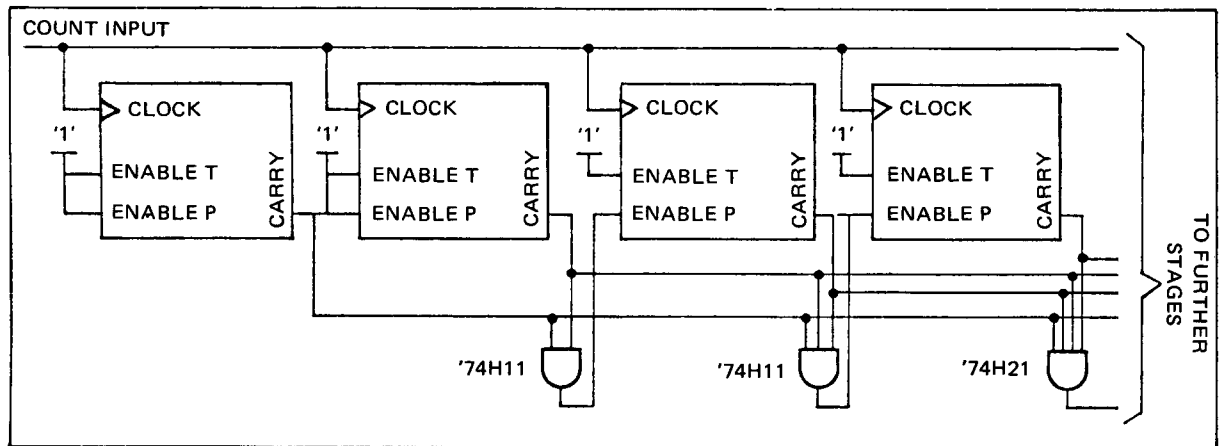 COUNT INPUT
CLOCK
'1'
ENABLE T
ENABLE P
CARRY
CLOCK
'1'
ENABLE T
ENABLE P
CARRY
CLOCK
'1'
ENABLE T
ENABLE P
CARRY
CLOCK
'1'
ENABLE T
ENABLE P
CARRY
TO FURTHER
STAGES
'74H11
'74H11
'74H21